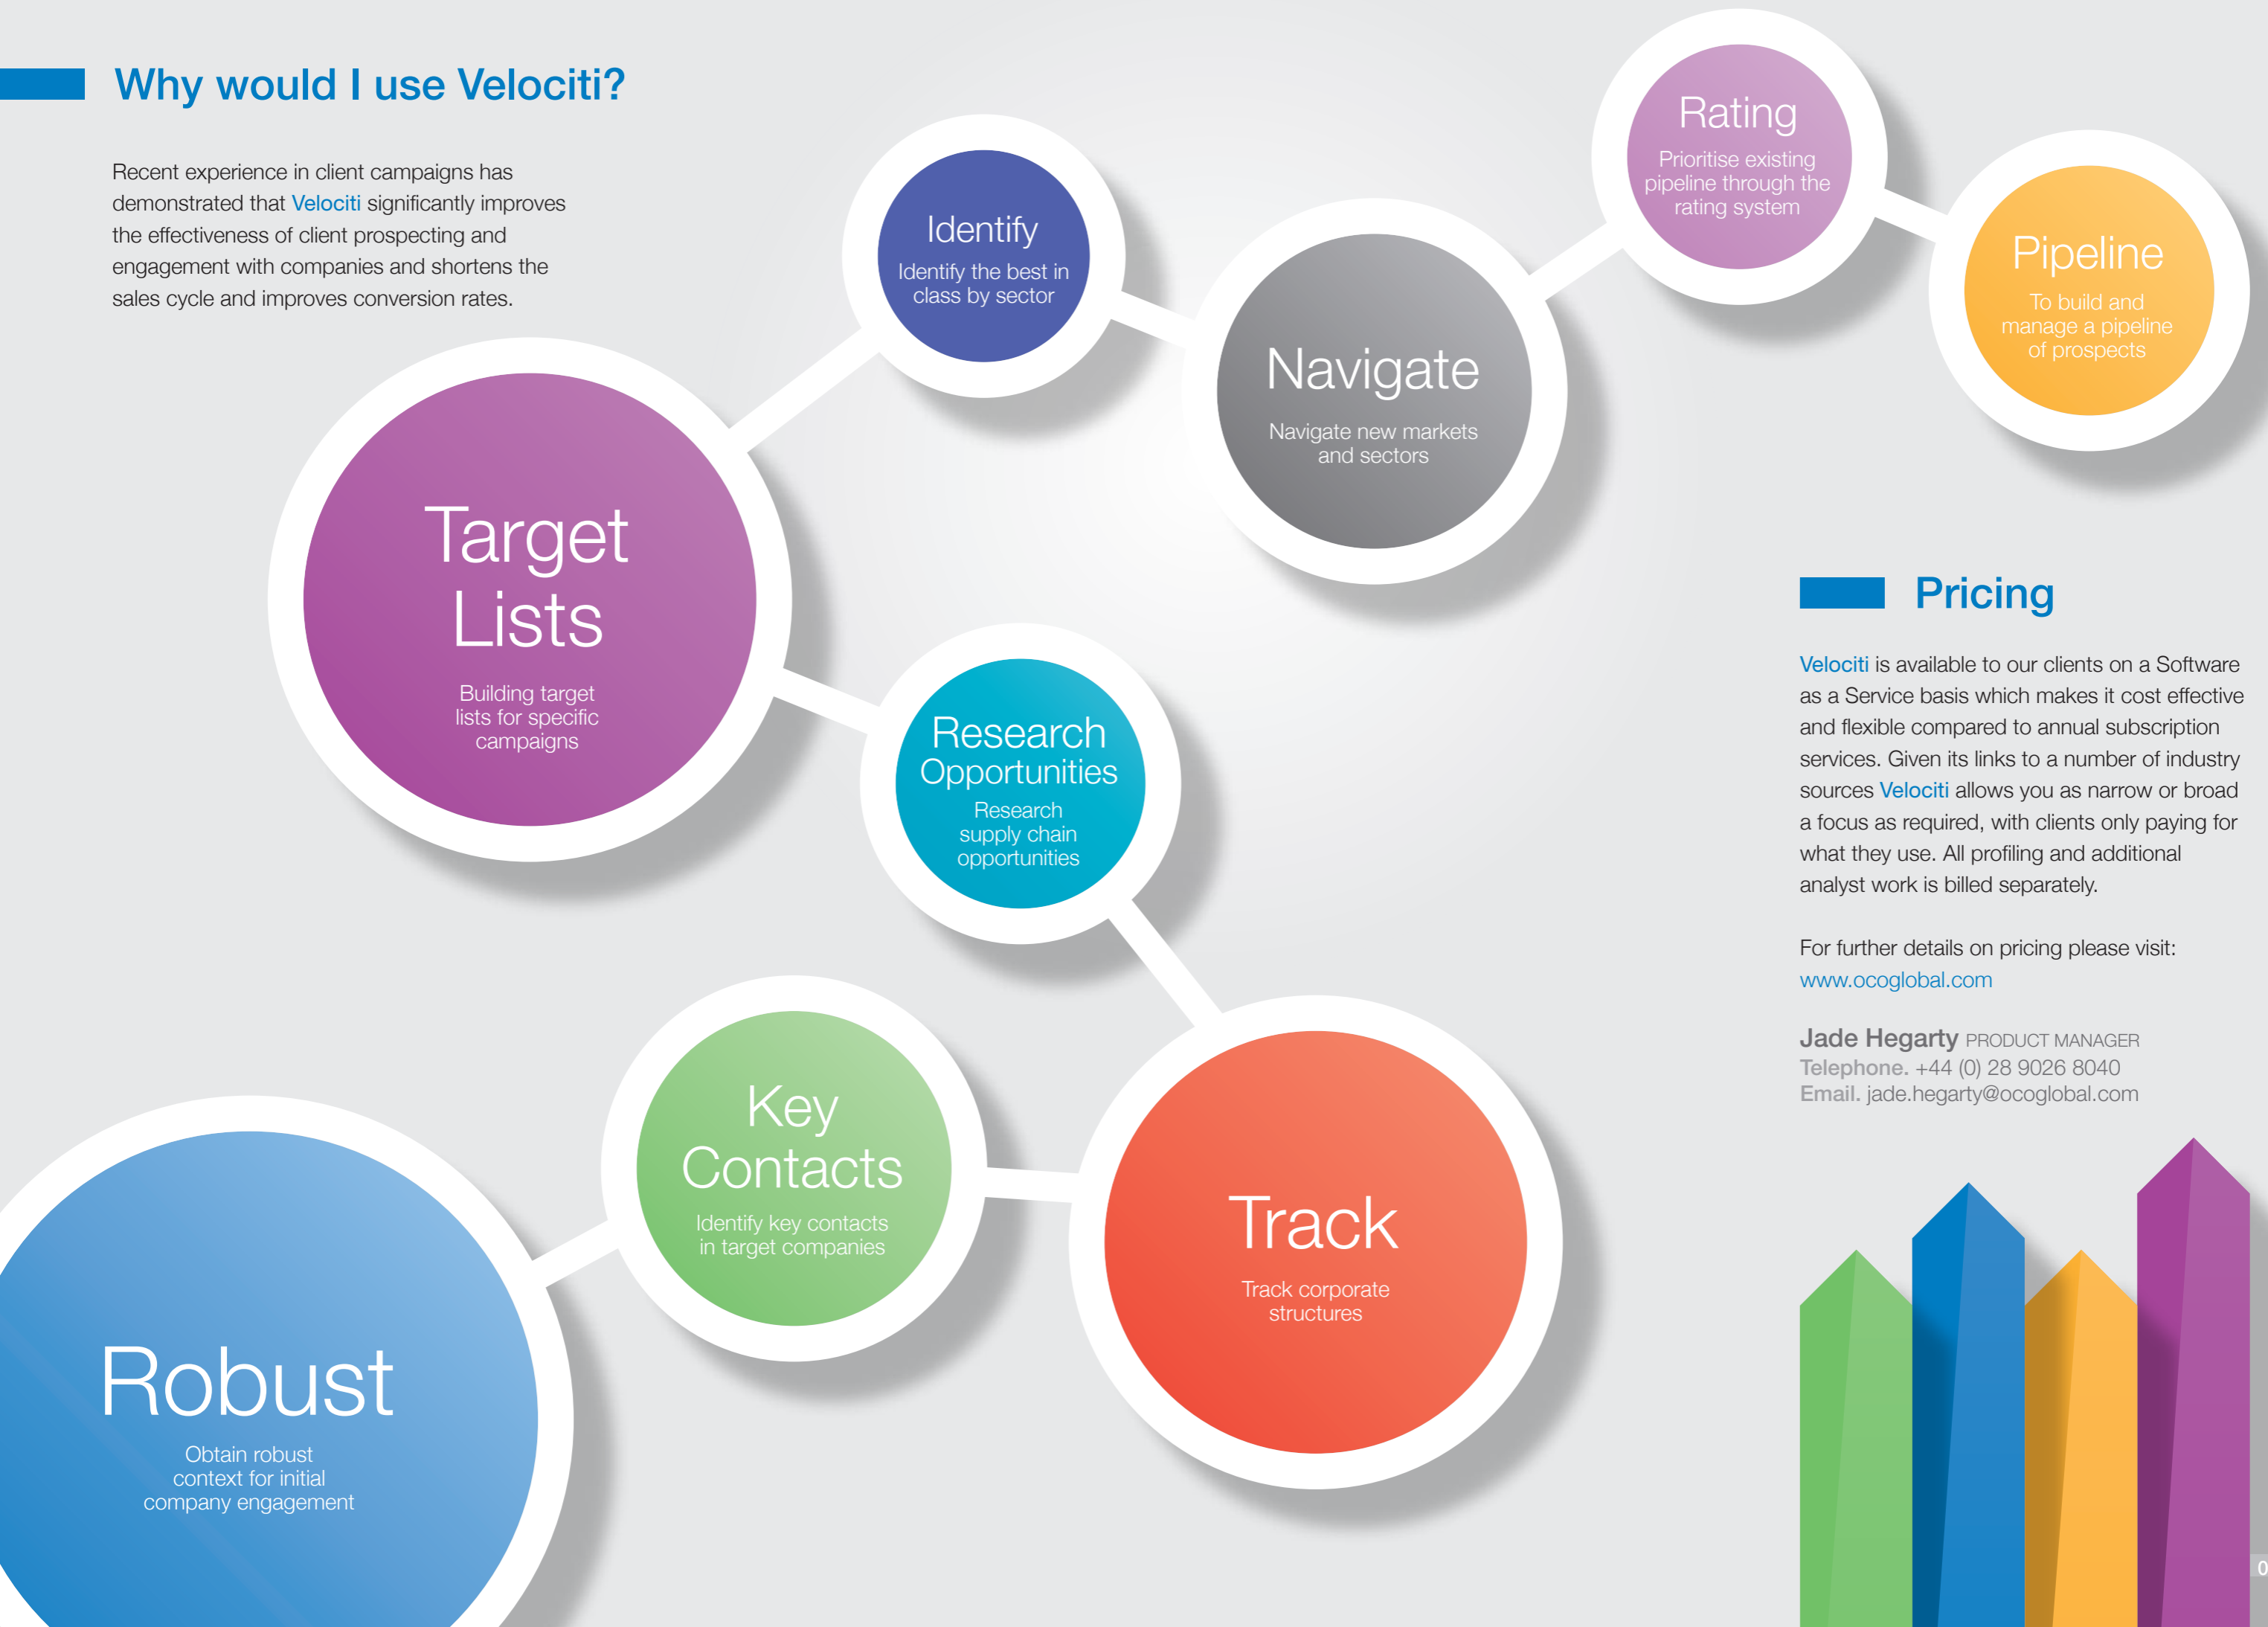 Why would I use Velociti?
Recent experience in client campaigns has
demonstrated that Velociti significantly improves
the effectiveness of client prospecting and
engagement with companies and shortens the
sales cycle and improves conversion rates.
Identify
Identify the best in
class by sector
Navigate
Navigate new markets
and sectors
Rating
Prioritise existing
pipeline through the
rating system
Pipeline
To build and
manage a pipeline
of prospects
Target
Lists
Building target
lists for specific
campaigns
Research
Opportunities
Research
supply chain
opportunities
Key
Contacts
Identify key contacts
in target companies
Track
Track corporate
structures
Robust
Obtain robust
context for initial
company engagement
Pricing
Velociti is available to our clients on a Software
as a Service basis which makes it cost effective
and flexible compared to annual subscription
services. Given its links to a number of industry
sources Velociti allows you as narrow or broad
a focus as required, with clients only paying for
what they use. All profiling and additional
analyst work is billed separately.
For further details on pricing please visit:
www.ocoglobal.com
Jade Hegarty PRODUCT MANAGER
Telephone. +44 (0) 28 9026 8040
Email. jade.hegarty@ocoglobal.com